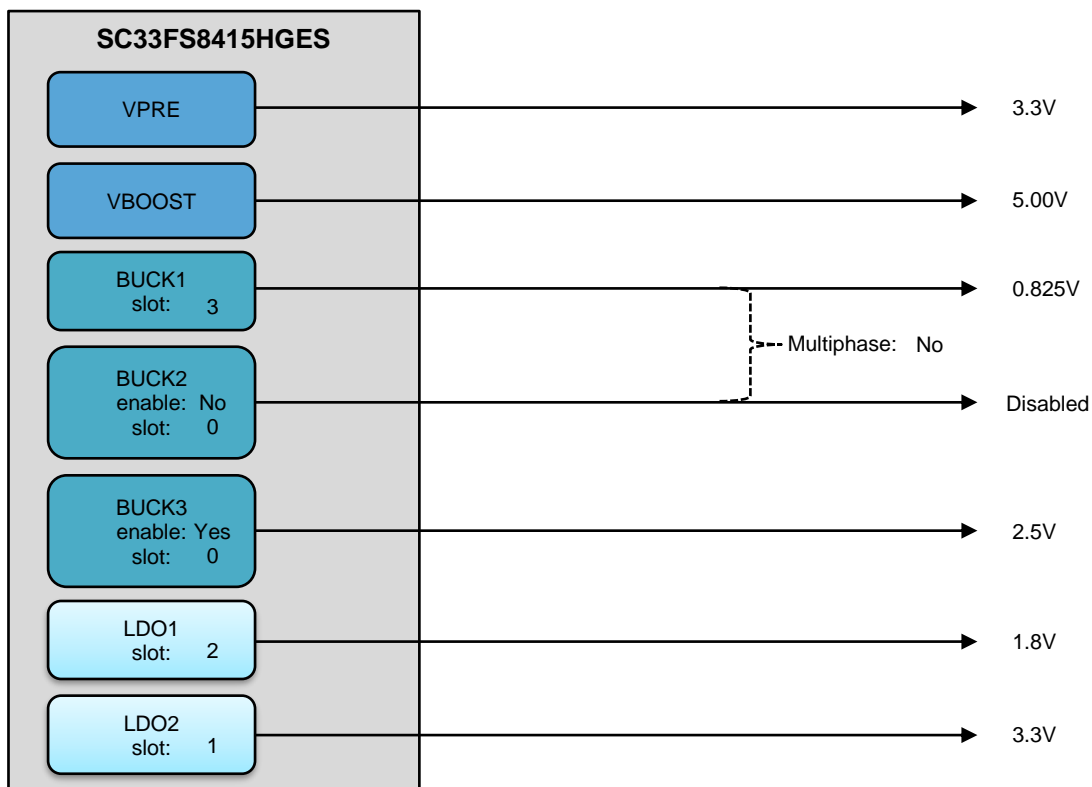 SC33FS8415HGES
VPRE
3.3V
VBOOST
5.00V
BUCK1
slot: 3
0.825V
Multiphase: No
BUCK2
enable: No
slot: 0
Disabled
BUCK3
enable: Yes
slot: 0
2.5V
LDO1
slot: 2
1.8V
LDO2
slot: 1
3.3V